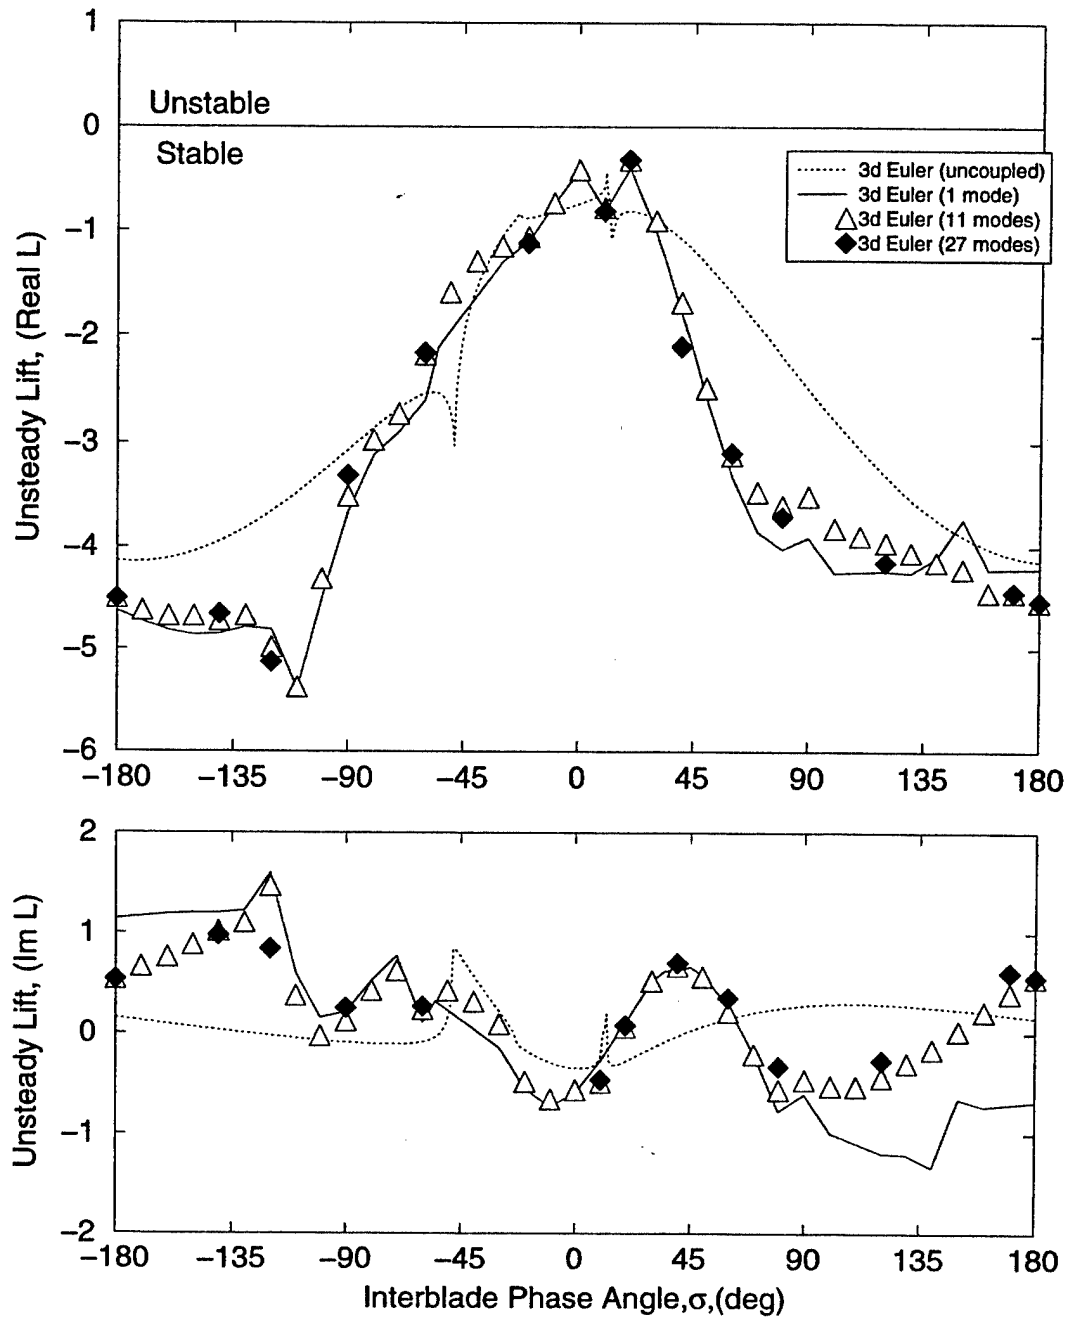 1
Unstable
0
Stable
3d Euler (uncoupled)
3d Euler (1 mode)
3d Euler (11 modes)
3d Euler (27 modes)
−1
−2
−3
−4
−5
−6
Unsteady Lift, (Real L)
−180 −135 −90 −45 0 45 90 135 180
2
1
0
−1
−2
Unsteady Lift, (Im L)
−180 −135 −90 −45 0 45 90 135 180
Interblade Phase Angle,σ,(deg)